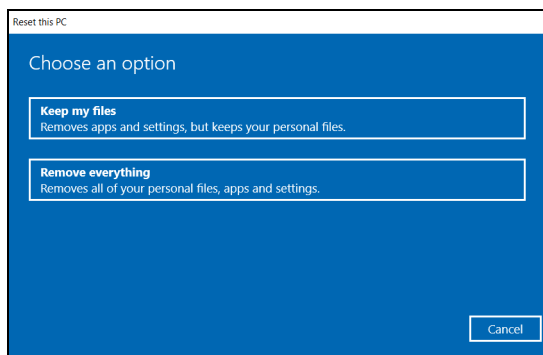 Reset this PC
Choose an option
Keep my files
Removes apps and settings, but keeps your personal files.
Remove everything
Removes all of your personal files, apps and settings.
Cancel